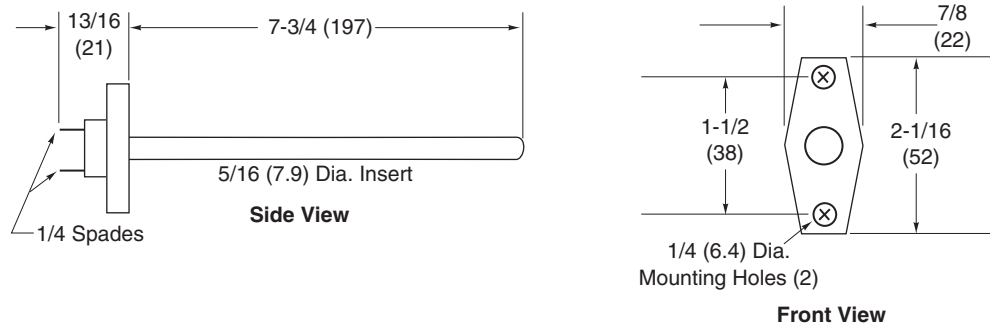 13/16
(21)
7-3/4 (197)
5/16 (7.9) Dia. Insert
Side View
1/4 Spades
7/8
(22)
1-1/2
(38)
2-1/16
(52)
1/4 (6.4) Dia.
Mounting Holes (2)
Front View